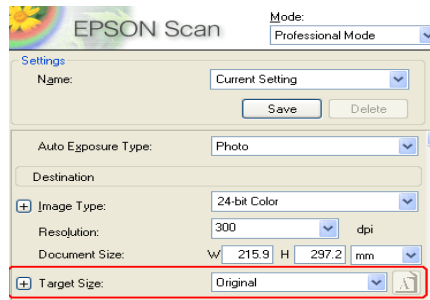 EPSON Scan
Mode:
Professional Mode
Settings
Name: Current Setting
Save Delete
Auto Exposure Type: Photo
Destination
Image Type: 24-bit Color
Resolution: 300 dpi
Document Size: W 215.9 H 297.2 mm
Target Size: Original A